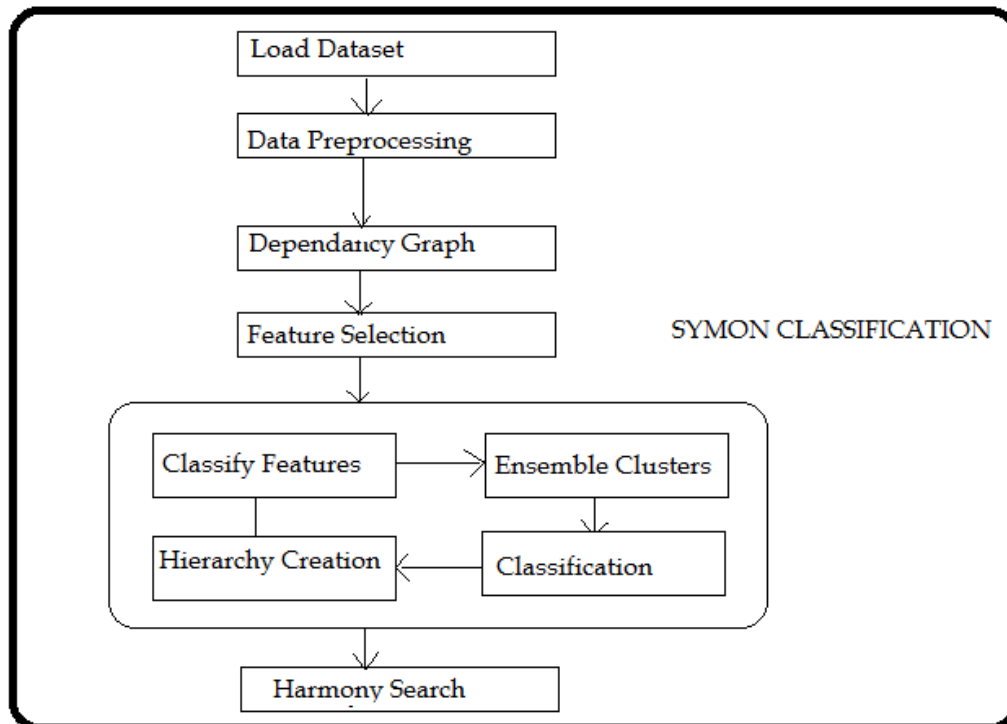 Load Dataset
Data Preprocessing
Dependancy Graph
Feature Selection
SYMON CLASSIFICATION
Classify Features
Ensemble Clusters
Hierarchy Creation
Classification
Harmony Search